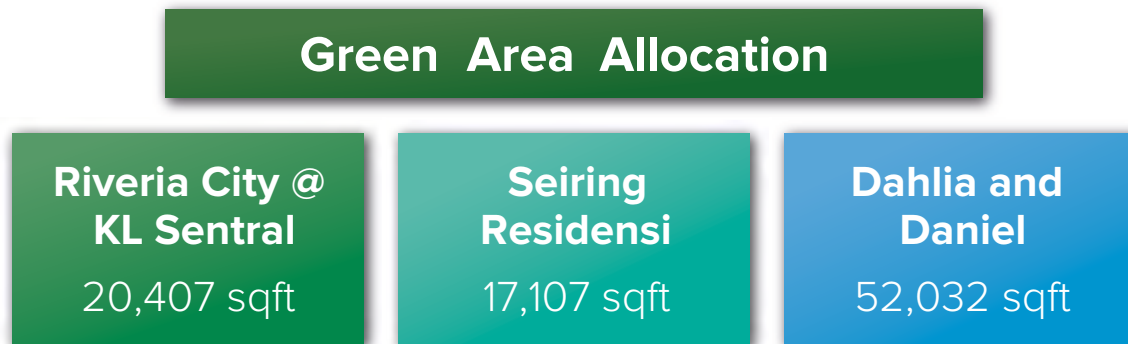 Green Area Allocation
Riveria City @
KL Sentral
20,407 sqft
Seiring
Residensi
17,107 sqft
Dahlia and
Daniel
52,032 sqft